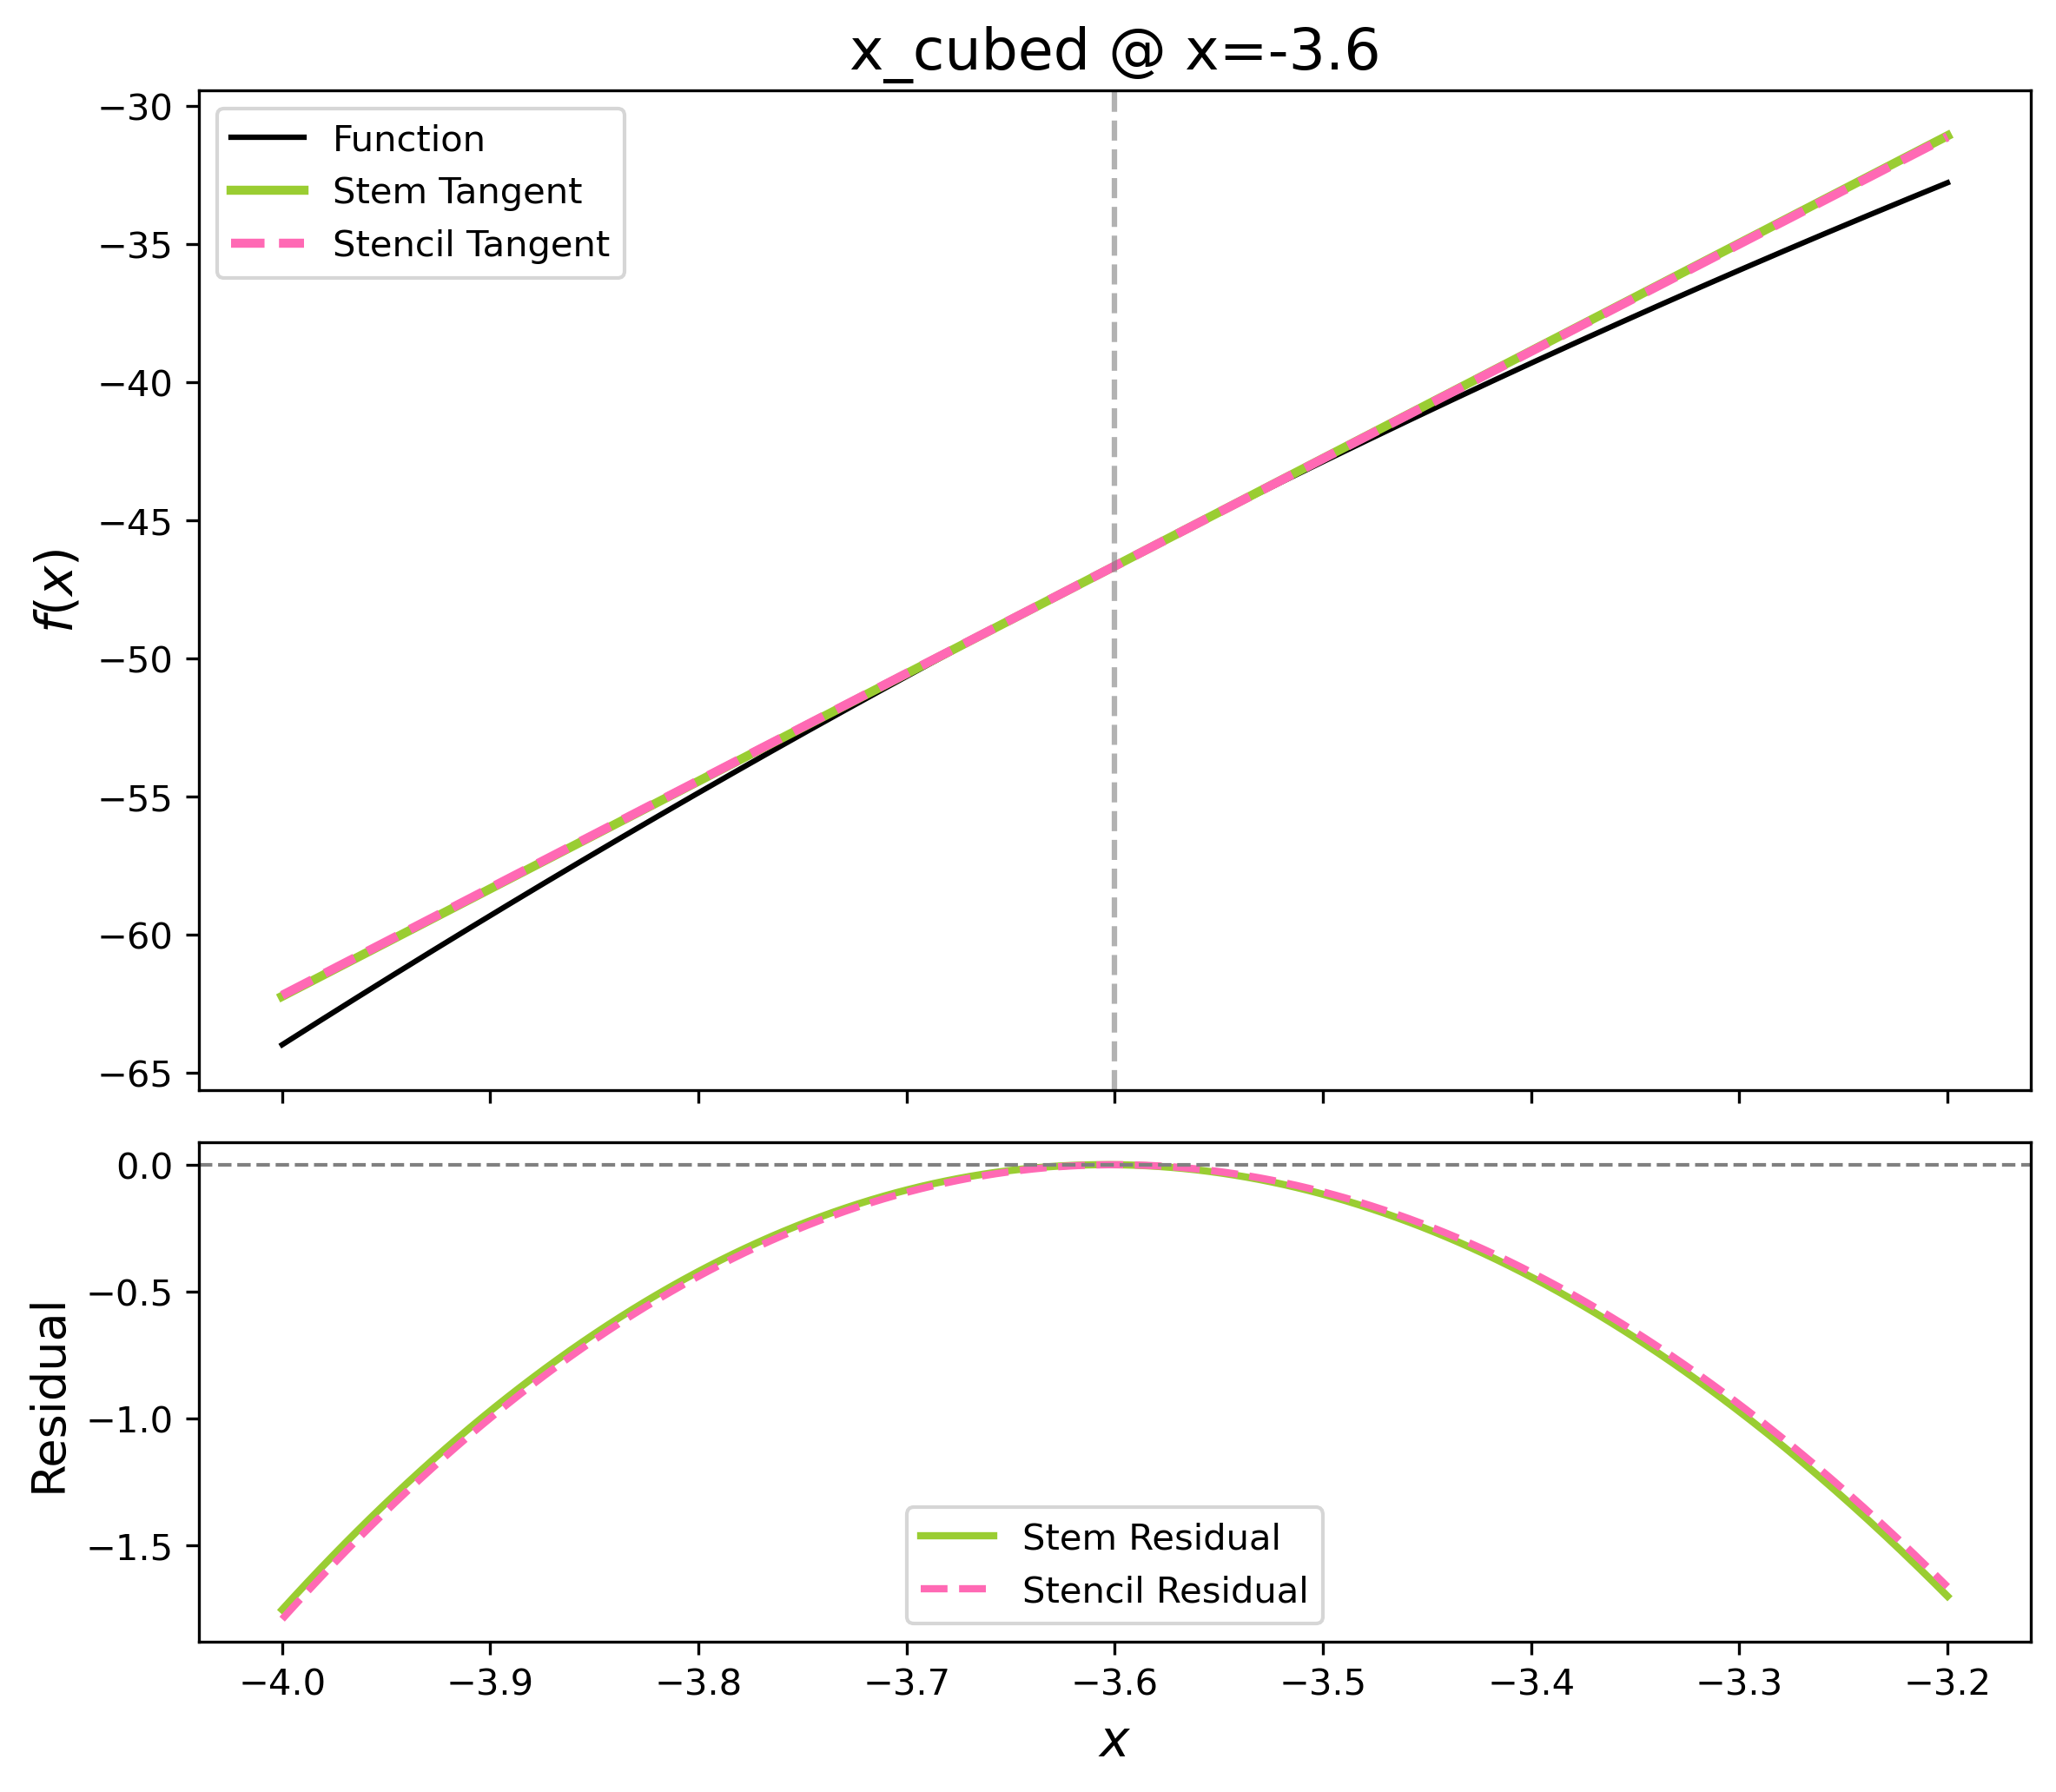 x_cubed @ x=-3.6
−30
−35
−40
−45
−50
−55
−60
−65
f(x)
Function
Stem Tangent
Stencil Tangent
0.0
−0.5
−1.0
−1.5
Residual
Stem Residual
Stencil Residual
−4.0 −3.9 −3.8 −3.7 −3.6 −3.5 −3.4 −3.3 −3.2
x